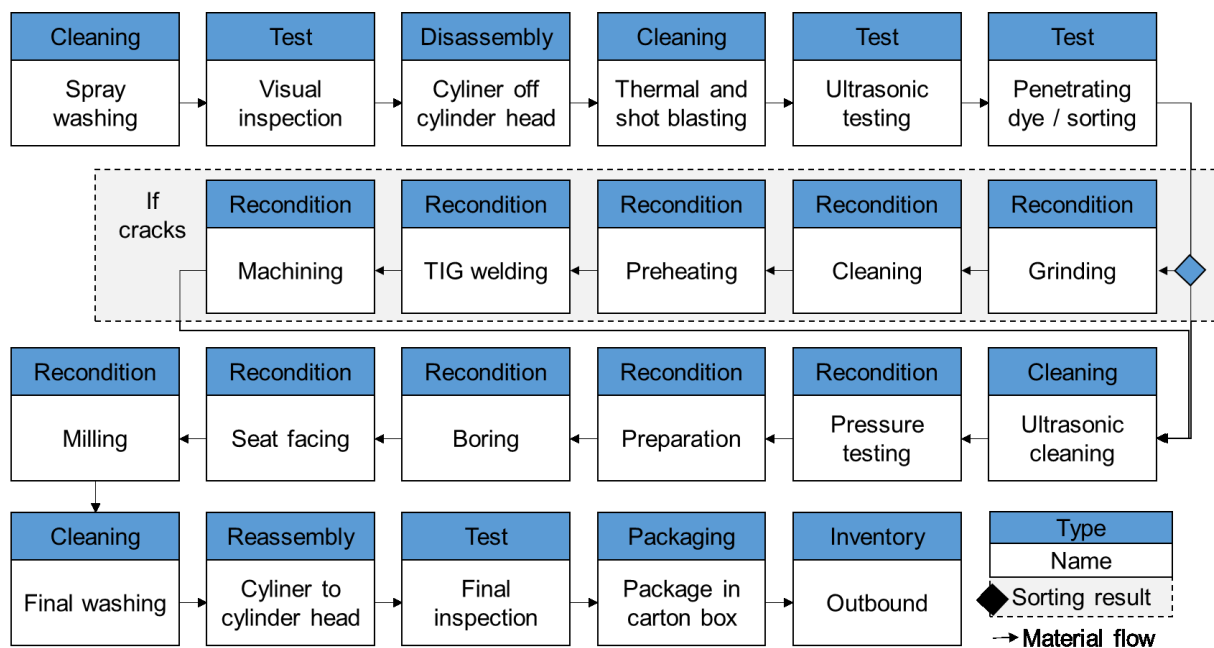 Cleaning
Spray
washing
Test
Visual
inspection
Disassembly
Cyliner off
cylinder head
Cleaning
Thermal and
shot blasting
Test
Ultrasonic
testing
Test
Penetrating
dye / sorting
If
cracks
Recondition
Machining
Recondition
TIG welding
Recondition
Preheating
Recondition
Cleaning
Recondition
Grinding
Recondition
Milling
Recondition
Seat facing
Recondition
Boring
Recondition
Preparation
Recondition
Pressure
testing
Cleaning
Ultrasonic
cleaning
Cleaning
Final washing
Reassembly
Cyliner to
cylinder head
Test
Final
inspection
Packaging
Package in
carton box
Inventory
Outbound
Type
Name
Sorting result
Material flow